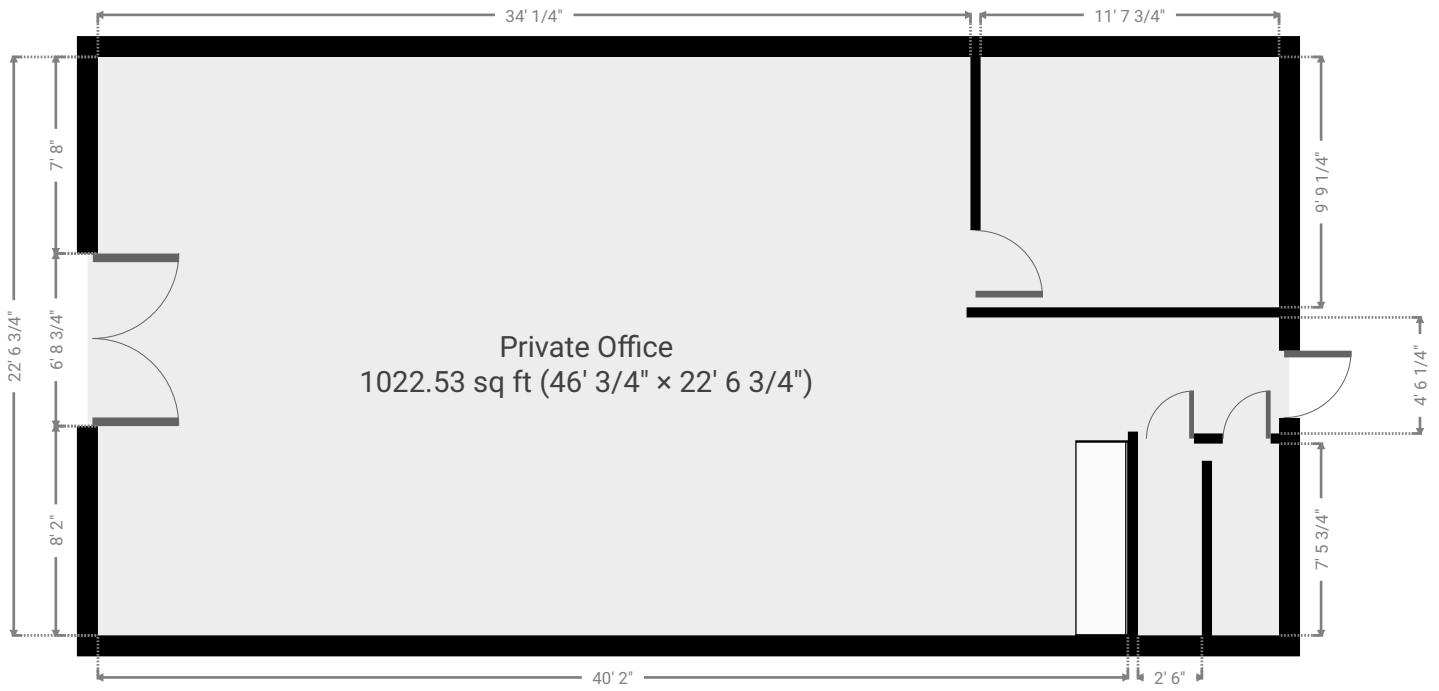 34' 1/4"
11' 7 3/4"
7' 8"
9' 9 1/4"
22' 6 3/4"
6' 8 3/4"
Private Office
1022.53 sq ft (46' 3/4" × 22' 6 3/4")
4' 6 1/4"
8' 2"
7' 5 3/4"
40' 2"
2' 6"